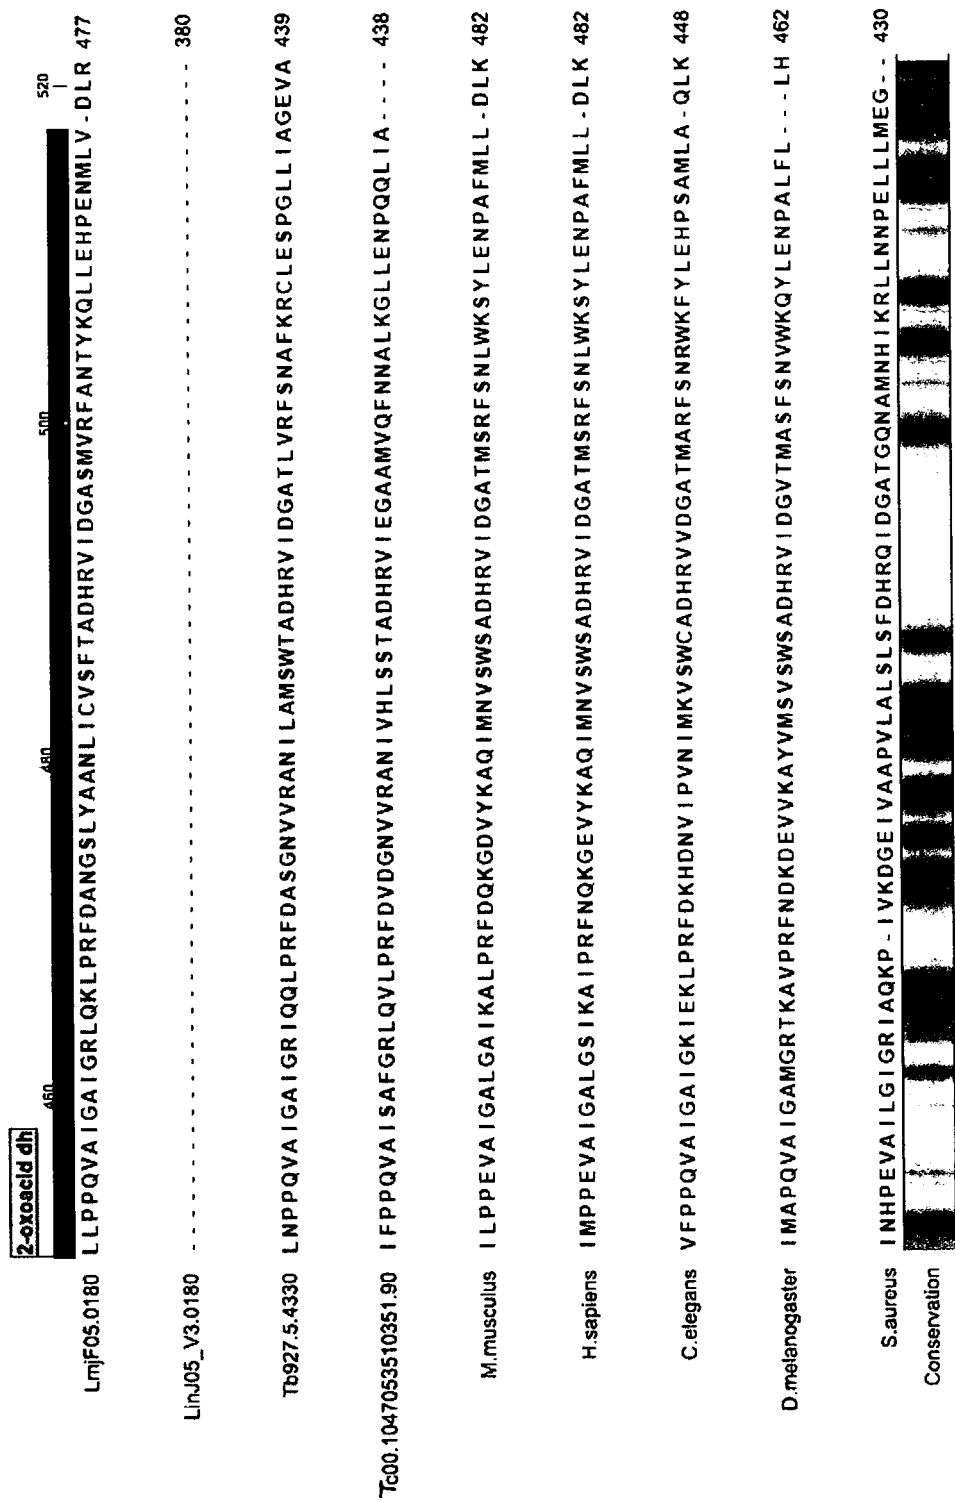 2-oxoacid dh
460 480 500 520
LmjF05.0180 LLPPQVAIGAIGRLQKLPRFDANGSLYAANLICVSFTADHRVIDGASMVRFANTYKQLLEHPENMLV-DLR 477
LinJ05_V3.0180 ---------------------------------------------------------------------- 380
Tb927.5.4330 LNPPQVAIGAIGRIQQLPRFDASGNVVRANILAMSWTADHRVIDGATLVRFSNAFKRCLESPGLLIAGEVA 439
Tc00.1047053510351.90 IFPPQVAISAFGRLQVLPRFDVDGNVVRANIVHLSSTADHRVIEGAAMVQFNNALKGLLENPQQLIA---- 438
M.musculus ILPPEVAIGALGAIKALPRFDQKGDVYKAQIMNVSWSADHRVIDGATMSRFSNLWKSYLENPAFMLL-DLK 482
H.sapiens IMPPEVAIGALGSIKAIPRFNQKGEVYKAQIMNVSWSADHRVIDGATMSRFSNLWKSYLENPAFMLL-DLK 482
C.elegans VFPPQVAIGAIGKIEKLPRFDKHDNVIPVNIMKVSWCADHRVVDGATMARFSNRWKFYLEHPSAMLA-QLK 448
D.melanogaster IMAPQVAIGAMGRTKAVPRFNDKDEVVKAYVMSVSWSADHRVIDGVTMASFSNVWKQYLENPALFL---LH 462
S.aureus INHPEVAILGIGRIAQKP-IVKDGEIVAAPVLALSLSFDHRQIDGATGQNAMNHIKRLLNNPELLLMEG-- 430
Conservation